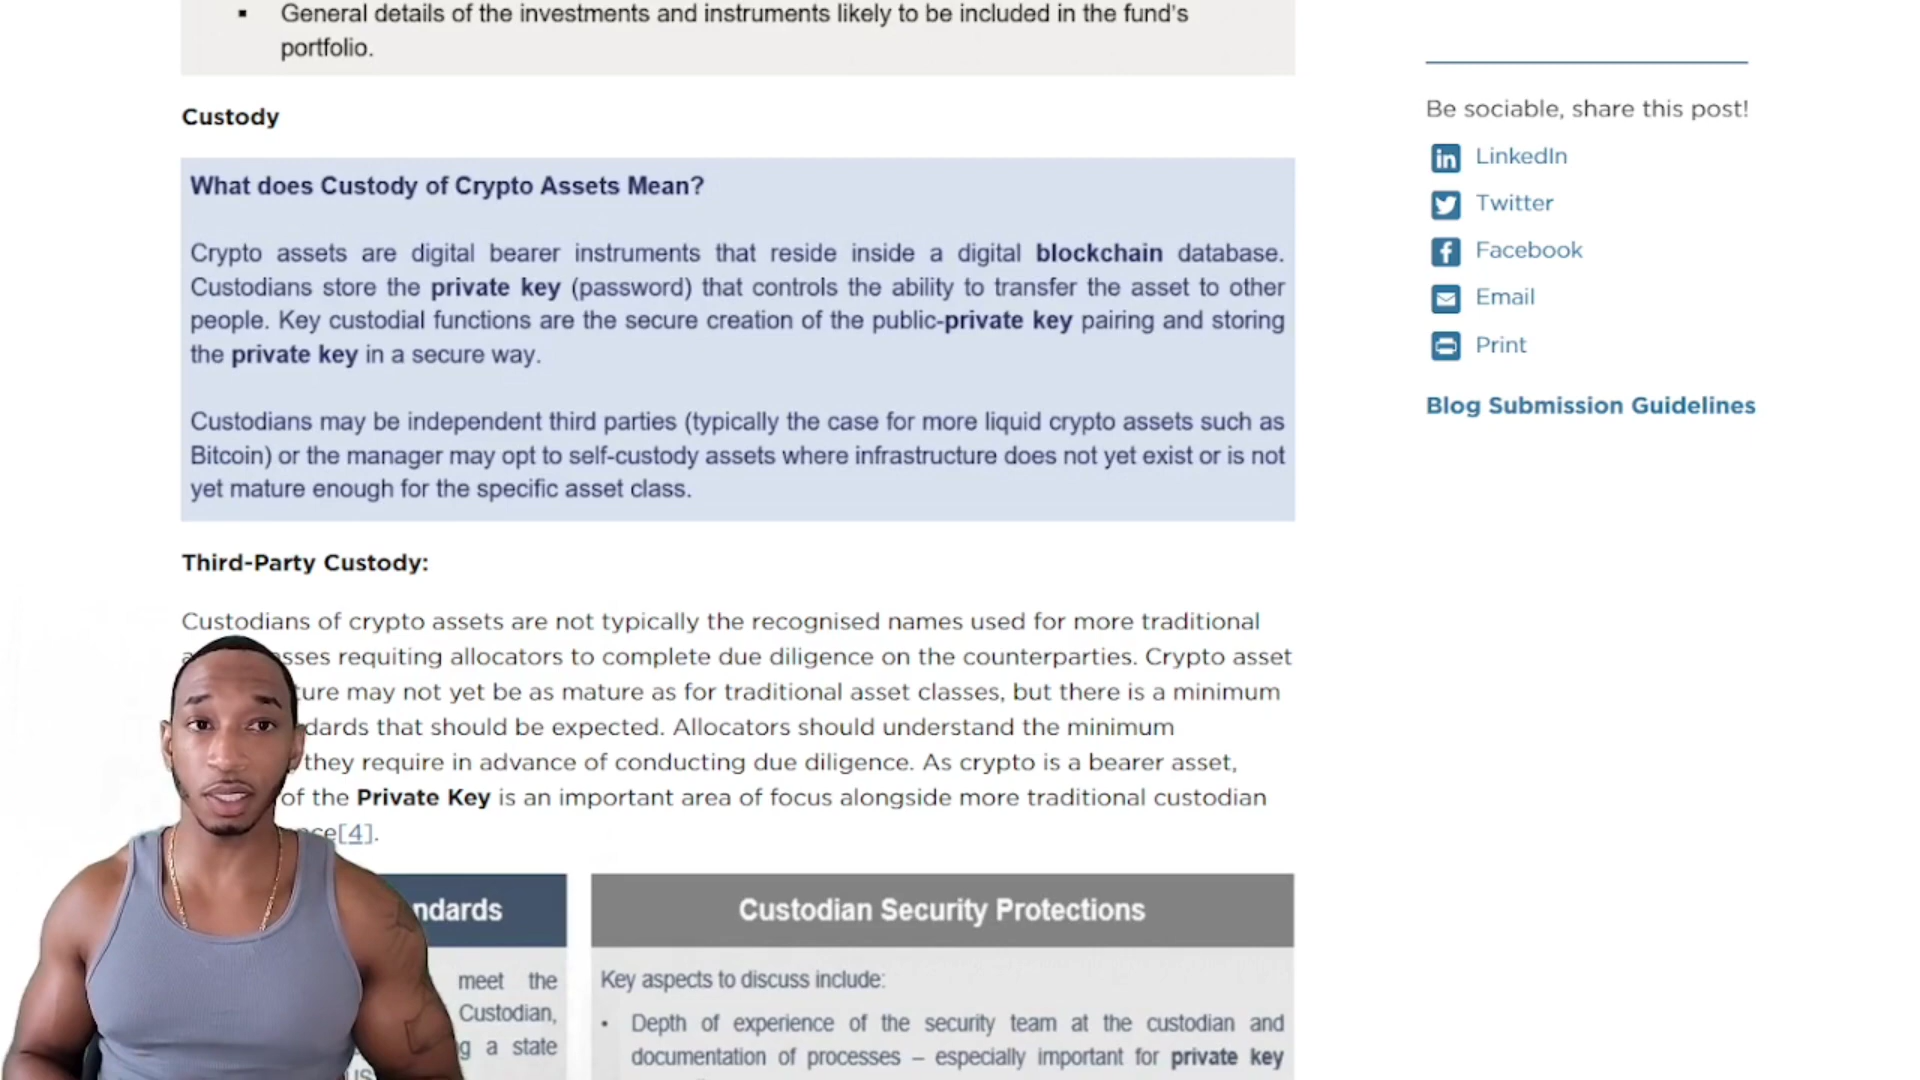 ▪ General details of the investments and instruments likely to be included in the fund's
portfolio.
Custody
What does Custody of Crypto Assets Mean?
Crypto assets are digital bearer instruments that reside inside a digital blockchain database.
Custodians store the private key (password) that controls the ability to transfer the asset to other
people. Key custodial functions are the secure creation of the public-private key pairing and storing
the private key in a secure way.
Custodians may be independent third parties (typically the case for more liquid crypto assets such as
Bitcoin) or the manager may opt to self-custody assets where infrastructure does not yet exist or is not
yet mature enough for the specific asset class.
Third-Party Custody:
Custodians of crypto assets are not typically the recognised names used for more traditional
sses requiting allocators to complete due diligence on the counterparties. Crypto asset
ture may not yet be as mature as for traditional asset classes, but there is a minimum
dards that should be expected. Allocators should understand the minimum
they require in advance of conducting due diligence. As crypto is a bearer asset,
of the Private Key is an important area of focus alongside more traditional custodian
ce[4].
ndards
meet the
Custodian,
g a state
US
Custodian Security Protections
Key aspects to discuss include:
• Depth of experience of the security team at the custodian and
documentation of processes – especially important for private key
Be sociable, share this post!
LinkedIn
Twitter
Facebook
Email
Print
Blog Submission Guidelines